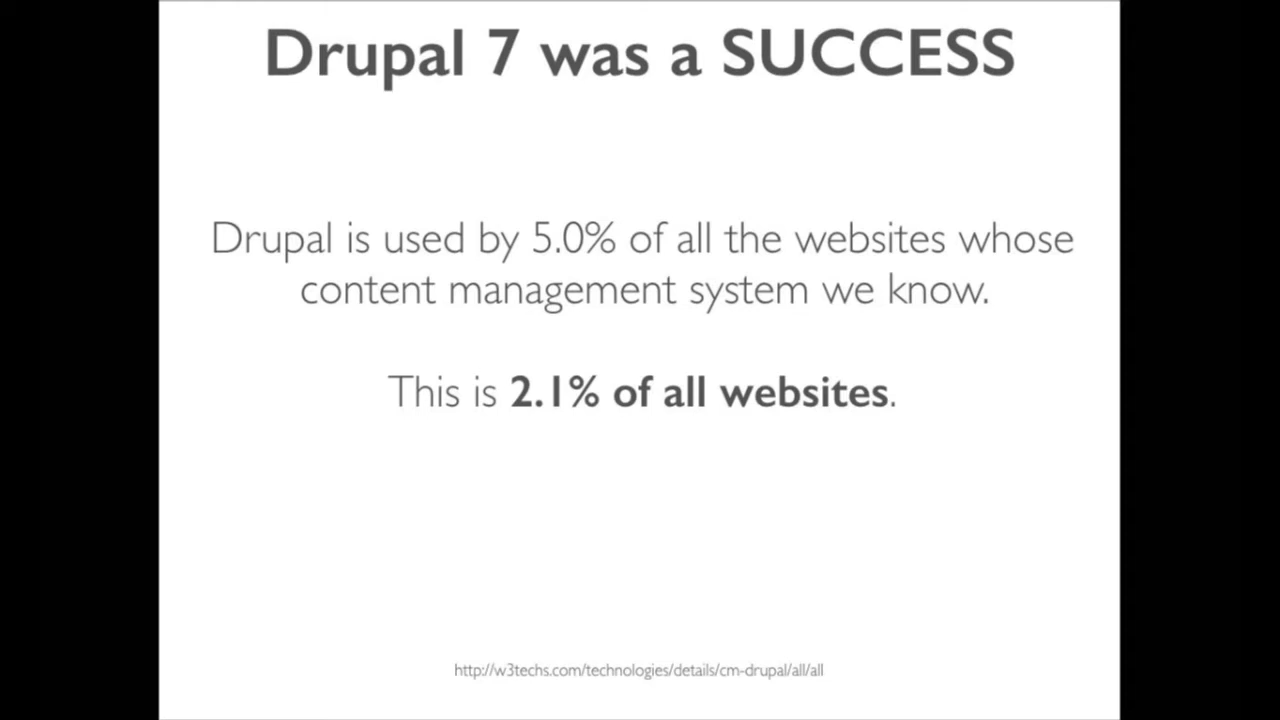 Drupal 7 was a SUCCESS
Drupal is used by 5.0% of all the websites whose
content management system we know.
This is 2.1% of all websites.
http://w3techs.com/technologies/details/cm-drupal/all/all